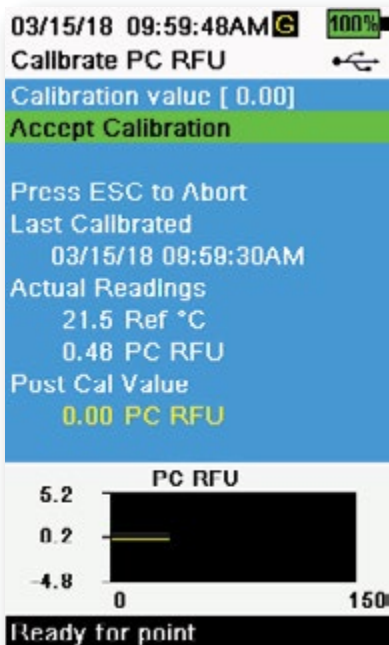 03/15/18 09:59:48AM G 100%
Calibrate PC RFU
Calibration value [ 0.00]
Accept Calibration
Press ESC to Abort
Last Calibrated
03/15/18 09:59:30AM
Actual Readings
21.5 Ref °C
0.46 PC RFU
Post Cal Value
0.00 PC RFU
PC RFU
5.2
0.2
-4.8
0 150
Ready for point